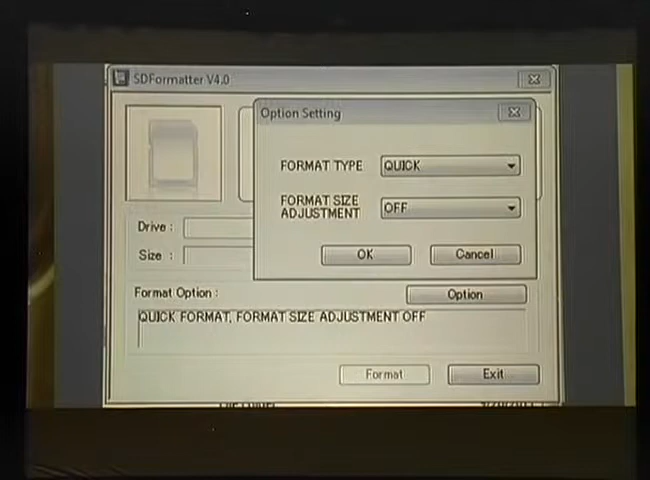 SDFormatter V4.0
Option Setting
FORMAT TYPE QUICK
FORMAT SIZE
ADJUSTMENT OFF
OK Cancel
Drive :
Size :
Format Option : Option
QUICK FORMAT, FORMAT SIZE ADJUSTMENT OFF
Format Exit